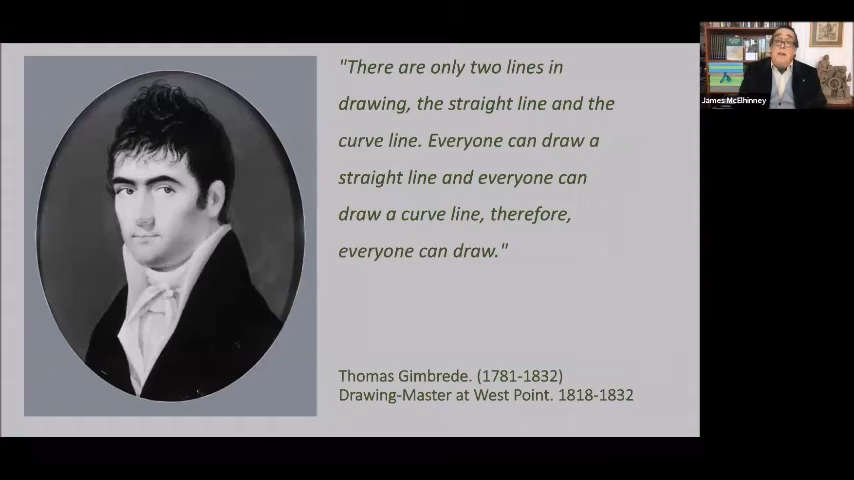 "There are only two lines in
drawing, the straight line and the
curve line. Everyone can draw a
straight line and everyone can
draw a curve line, therefore,
everyone can draw."
Thomas Gimbrede. (1781-1832)
Drawing-Master at West Point. 1818-1832
James McElhinney